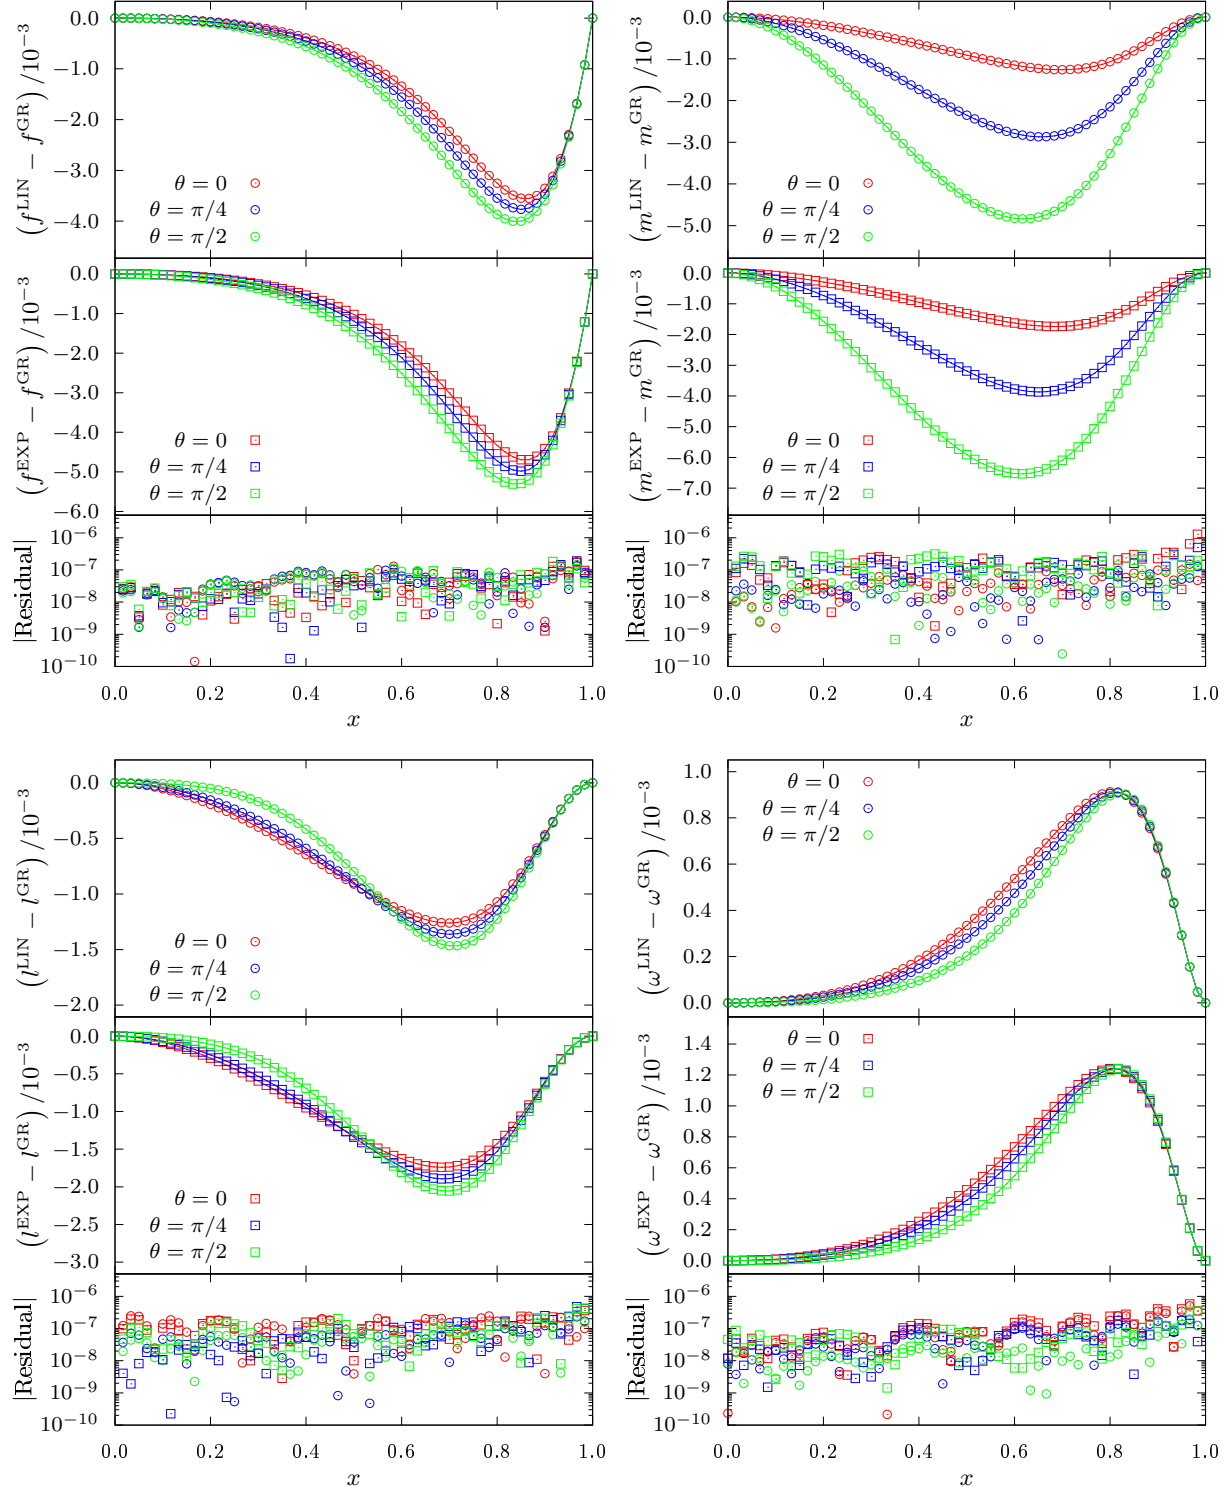 (f^LIN − f^GR) /10^−3
0.0
−1.0
−2.0
−3.0
−4.0
θ = 0
θ = π/4
θ = π/2
(f^EXP − f^GR) /10^−3
0.0
−1.0
−2.0
−3.0
−4.0
−5.0
−6.0
θ = 0
θ = π/4
θ = π/2
|Residual|
10^−6
10^−7
10^−8
10^−9
10^−10
0.0 0.2 0.4 0.6 0.8 1.0
x
(m^LIN − m^GR) /10^−3
0.0
−1.0
−2.0
−3.0
−4.0
−5.0
θ = 0
θ = π/4
θ = π/2
(m^EXP − m^GR) /10^−3
0.0
−1.0
−2.0
−3.0
−4.0
−5.0
−6.0
−7.0
θ = 0
θ = π/4
θ = π/2
|Residual|
10^−6
10^−7
10^−8
10^−9
10^−10
0.0 0.2 0.4 0.6 0.8 1.0
x
(l^LIN − l^GR) /10^−3
0.0
−0.5
−1.0
−1.5
−2.0
θ = 0
θ = π/4
θ = π/2
(l^EXP − l^GR) /10^−3
0.0
−0.5
−1.0
−1.5
−2.0
−2.5
−3.0
θ = 0
θ = π/4
θ = π/2
|Residual|
10^−6
10^−7
10^−8
10^−9
10^−10
0.0 0.2 0.4 0.6 0.8 1.0
x
(ω^LIN − ω^GR) /10^−3
1.0
0.8
0.6
0.4
0.2
0.0
θ = 0
θ = π/4
θ = π/2
(ω^EXP − ω^GR) /10^−3
1.4
1.2
1.0
0.8
0.6
0.4
0.2
0.0
θ = 0
θ = π/4
θ = π/2
|Residual|
10^−6
10^−7
10^−8
10^−9
10^−10
0.0 0.2 0.4 0.6 0.8 1.0
x